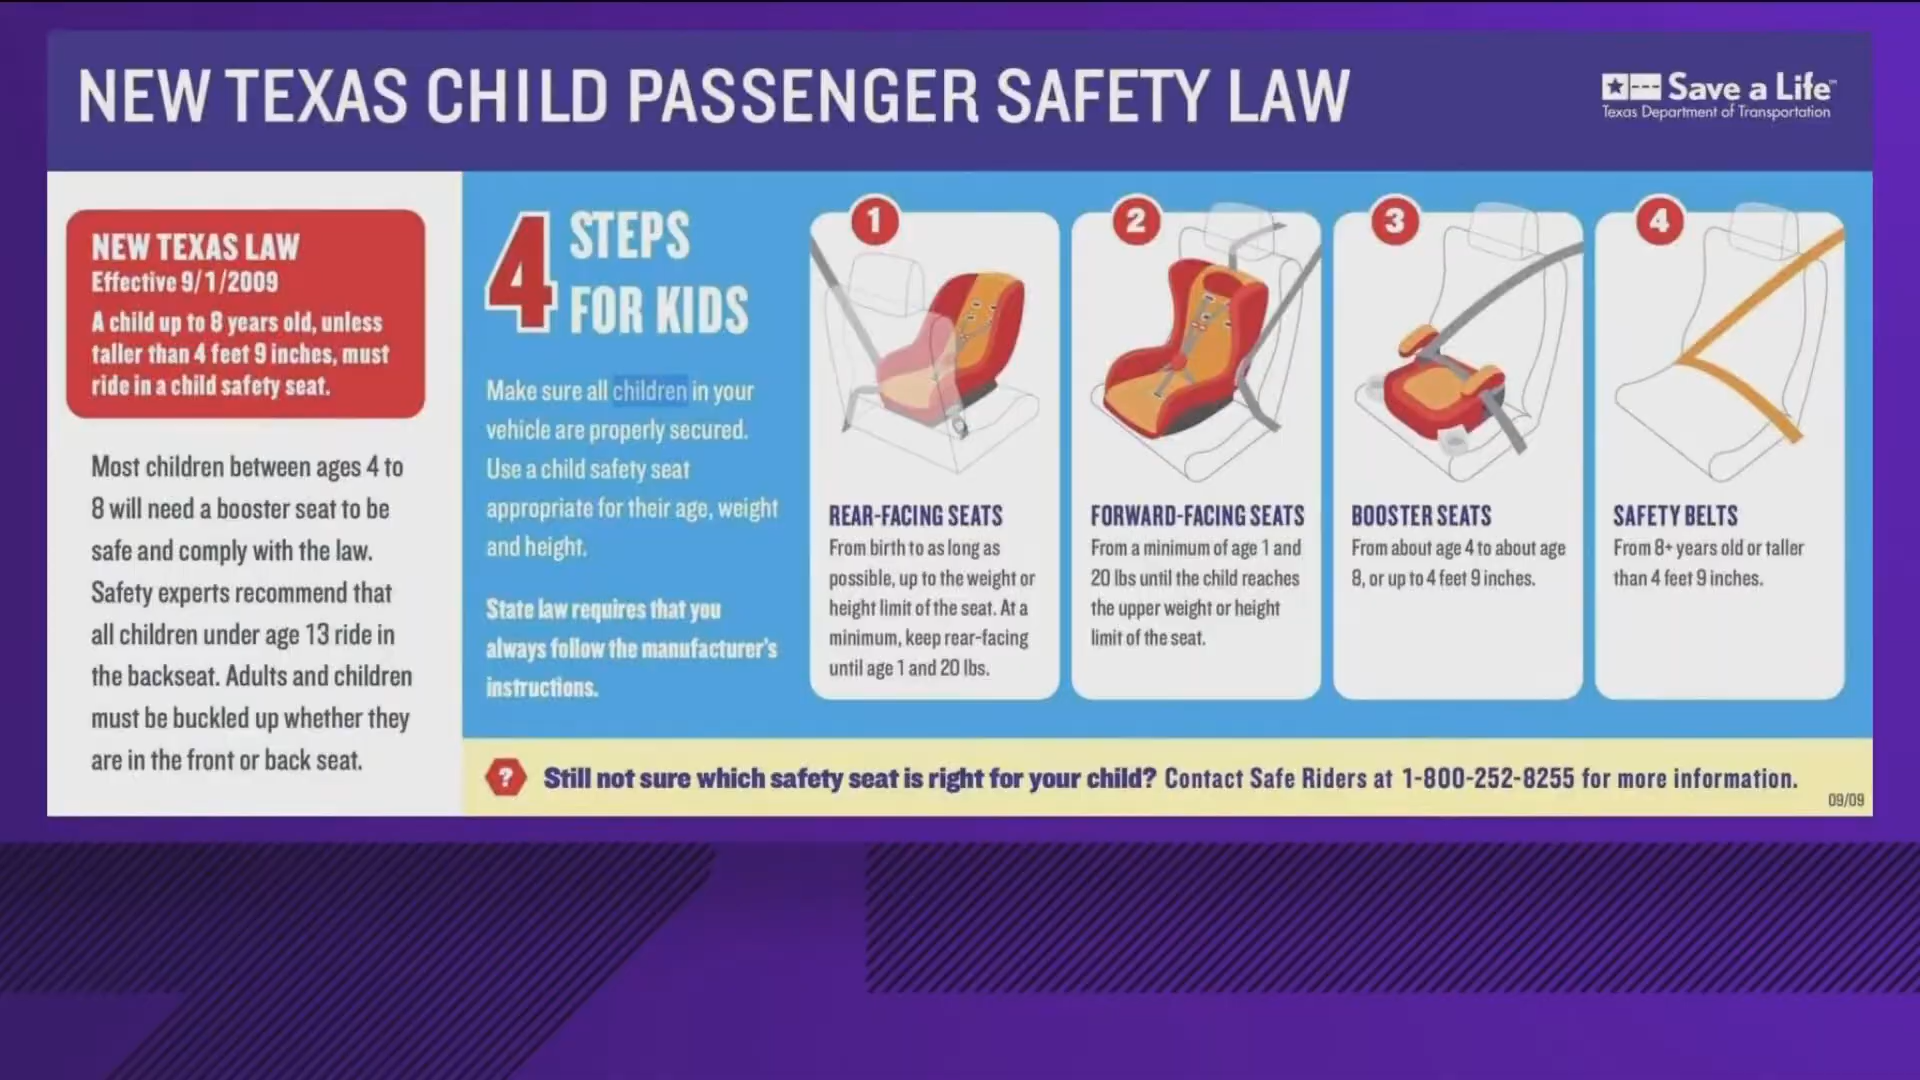 NEW TEXAS CHILD PASSENGER SAFETY LAW
Save a Life™
Texas Department of Transportation
NEW TEXAS LAW
Effective 9/1/2009
A child up to 8 years old, unless
taller than 4 feet 9 inches, must
ride in a child safety seat.
Most children between ages 4 to
8 will need a booster seat to be
safe and comply with the law.
Safety experts recommend that
all children under age 13 ride in
the backseat. Adults and children
must be buckled up whether they
are in the front or back seat.
4 STEPS
FOR KIDS
Make sure all children in your
vehicle are properly secured.
Use a child safety seat
appropriate for their age, weight
and height.
State law requires that you
always follow the manufacturer's
instructions.
1
REAR-FACING SEATS
From birth to as long as
possible, up to the weight or
height limit of the seat. At a
minimum, keep rear-facing
until age 1 and 20 lbs.
2
FORWARD-FACING SEATS
From a minimum of age 1 and
20 lbs until the child reaches
the upper weight or height
limit of the seat.
3
BOOSTER SEATS
From about age 4 to about age
8, or up to 4 feet 9 inches.
4
SAFETY BELTS
From 8+ years old or taller
than 4 feet 9 inches.
? Still not sure which safety seat is right for your child? Contact Safe Riders at 1-800-252-8255 for more information.
09/09